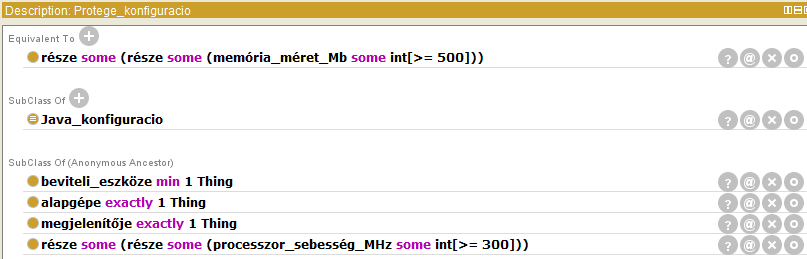 Description: Protege_konfiguracio
Equivalent To
része some (része some (memória_méret_Mb some int[>= 500]))
SubClass Of
Java_konfiguracio
SubClass Of (Anonymous Ancestor)
beviteli_eszköze min 1 Thing
alapgépe exactly 1 Thing
megjelenítője exactly 1 Thing
része some (része some (processzor_sebesség_MHz some int[>= 300]))